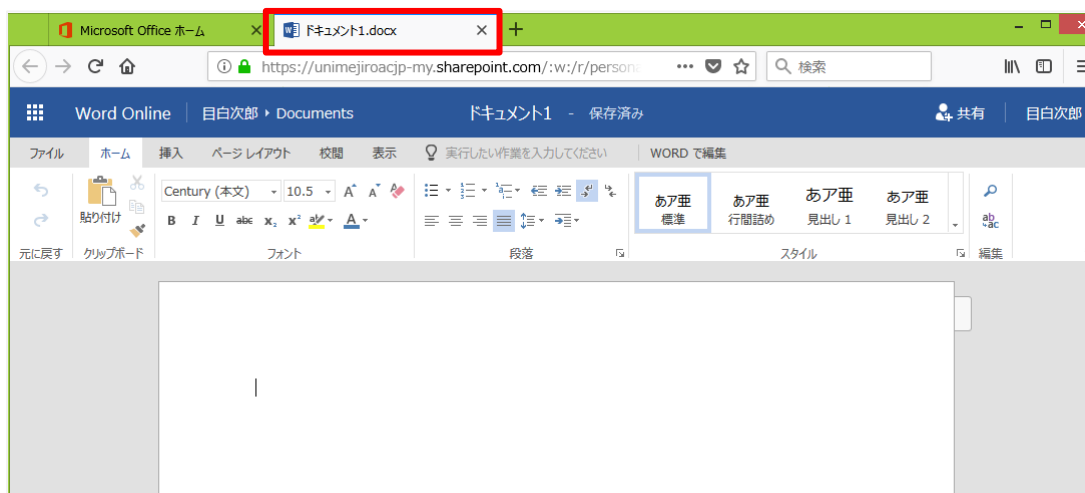 Microsoft Office ホーム
ドキュメント1.docx
https://unimejiroacjp-my.sharepoint.com/:w:/r/persona
検索
Word Online
目白次郎 ▸ Documents
ドキュメント1 - 保存済み
共有
目白次郎
ファイル
ホーム
挿入
ページ レイアウト
校閲
表示
実行したい作業を入力してください
WORD で編集
貼り付け
Century (本文)
10.5
B I U abc x₂ x² A
あア亜
標準
あア亜
行間詰め
あア亜
見出し 1
あア亜
見出し 2
元に戻す
クリップボード
フォント
段落
スタイル
編集